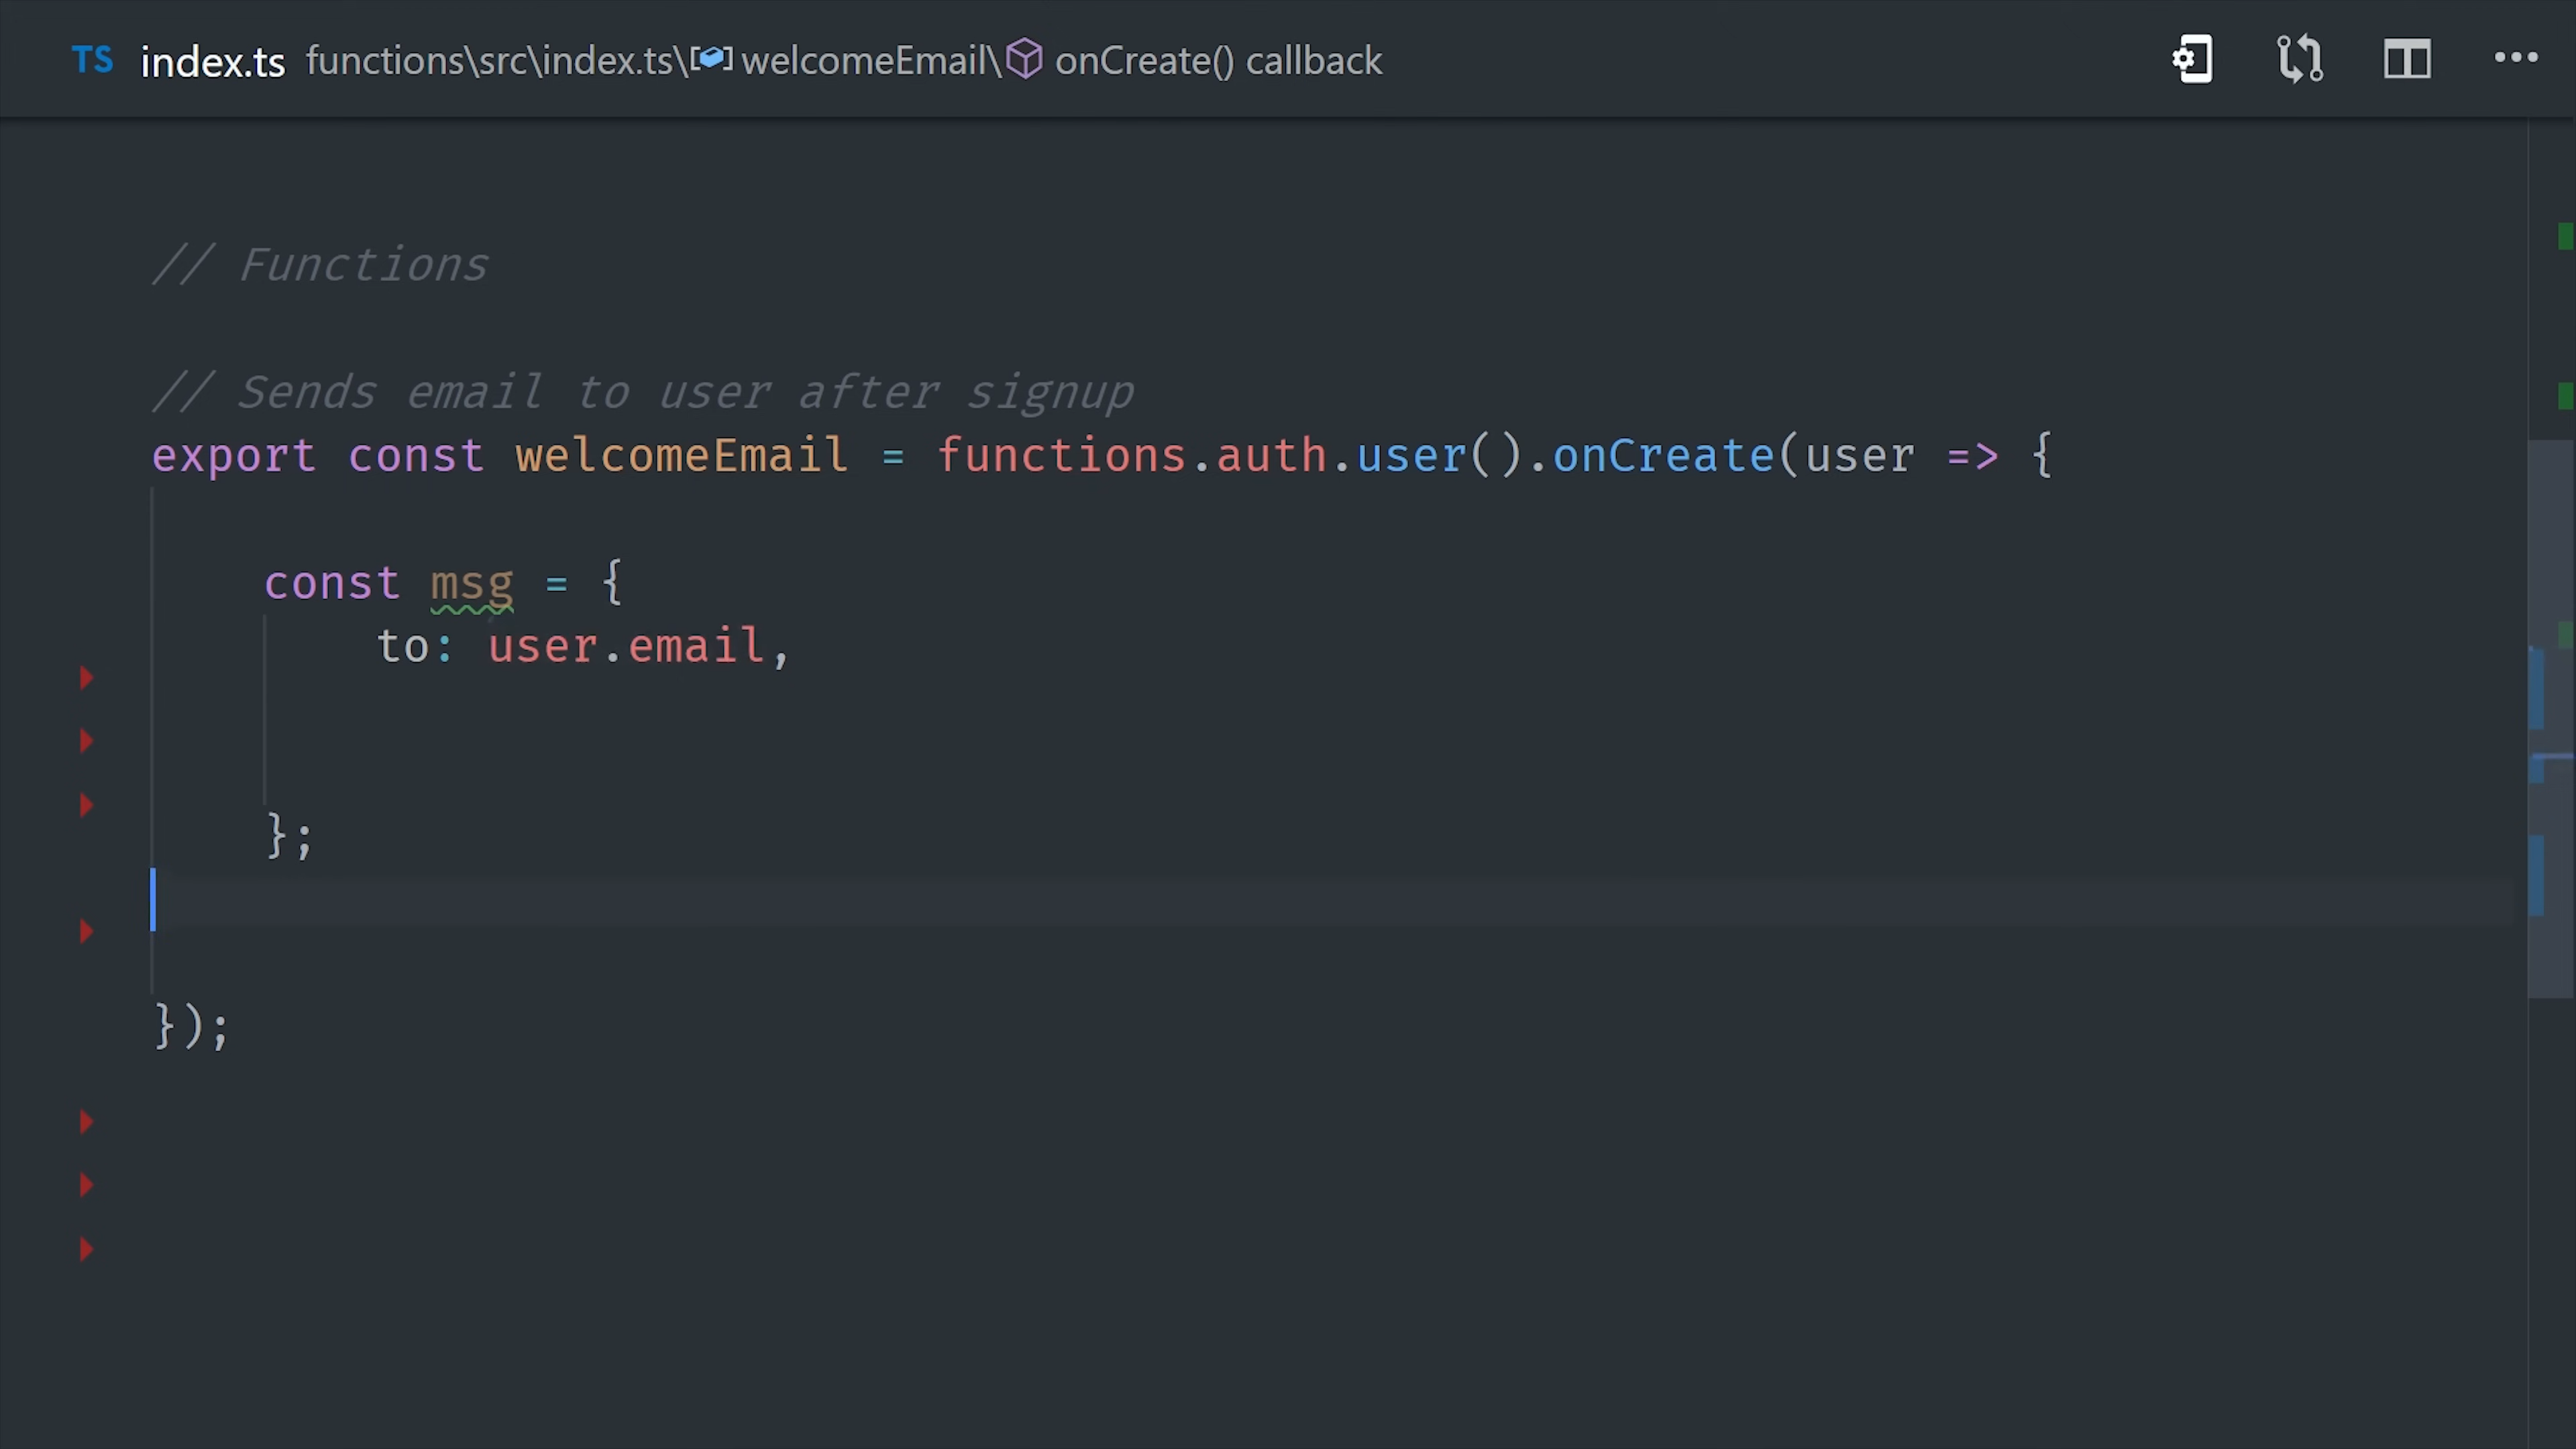 TS index.ts functions\src\index.ts\ welcomeEmail\ onCreate() callback
// Functions
// Sends email to user after signup
export const welcomeEmail = functions.auth.user().onCreate(user => {
const msg = {
to: user.email,
};
});